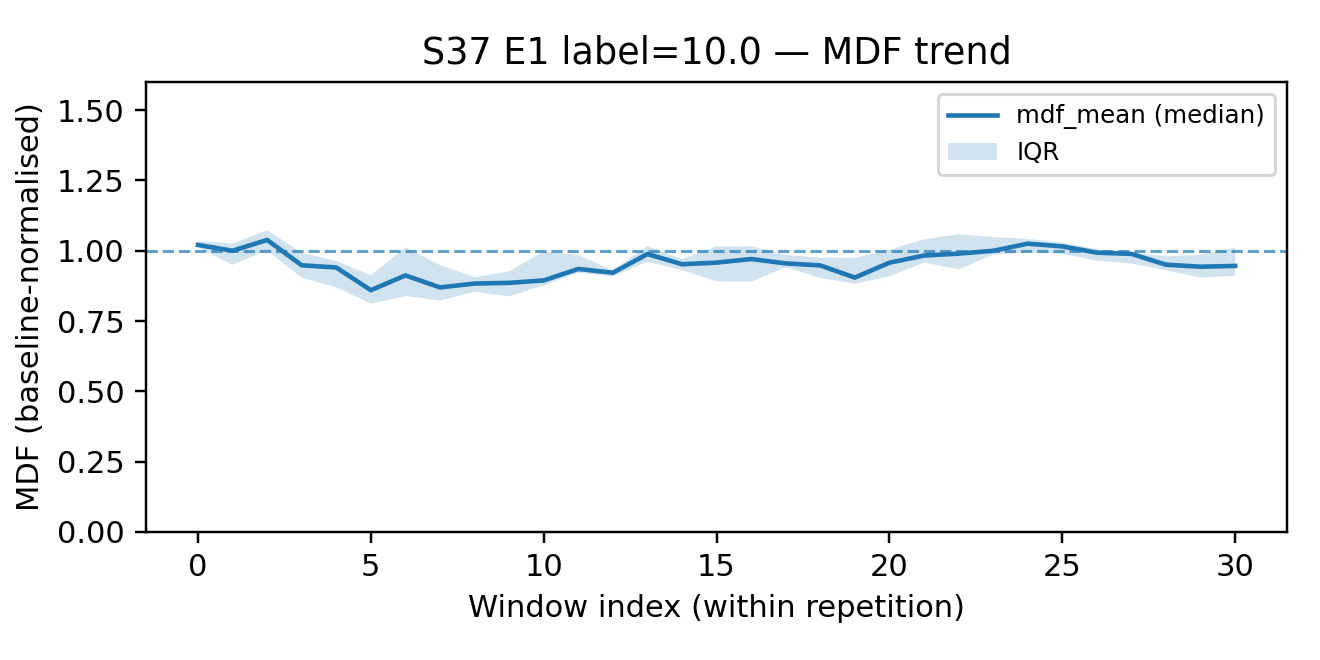 S37 E1 label=10.0 — MDF trend
mdf_mean (median)
IQR
MDF (baseline-normalised)
1.50
1.25
1.00
0.75
0.50
0.25
0.00
0 5 10 15 20 25 30
Window index (within repetition)